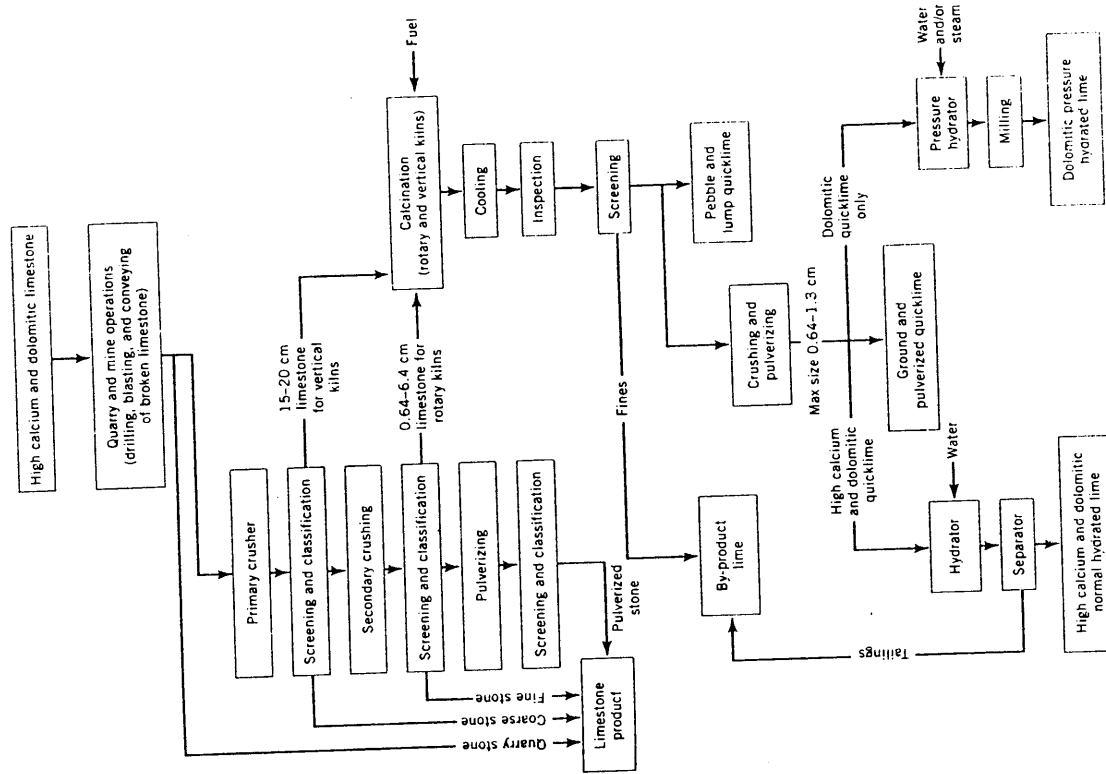 High calcium and dolomitic limestone
Quarry and mine operations
(drilling, blasting, and conveying
of broken limestone)
Primary crusher
Screening and classification
15–20 cm
limestone
for vertical
kilns
Secondary crushing
Screening and classification
0.64–6.4 cm
limestone for
rotary kilns
Pulverizing
Screening and classification
Quarry stone
Coarse stone
Fine stone
Pulverized
stone
Limestone
product
Fuel
Calcination
(rotary and vertical kilns)
Cooling
Inspection
Screening
Fines
Pebble and
lump quicklime
By-product
lime
Crushing and
pulverizing
Max size 0.64–1.3 cm
High calcium
and dolomitic
quicklime
Dolomitic
quicklime
only
Ground and
pulverized quicklime
Water
Hydrator
Separator
Tailings
High calcium and dolomitic
normal hydrated lime
Water
and/or
steam
Pressure
hydrator
Milling
Dolomitic pressure
hydrated lime